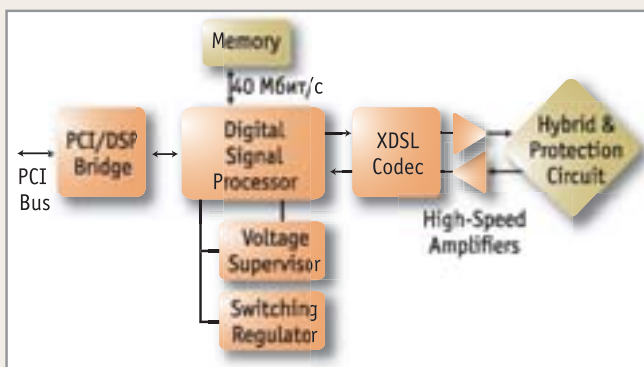 Memory
40 Мбит/с
PCI/DSP
Bridge
PCI
Bus
Digital
Signal
Processor
XDSL
Codec
Hybrid &
Protection
Circuit
High-Speed
Amplifiers
Voltage
Supervisor
Switching
Regulator